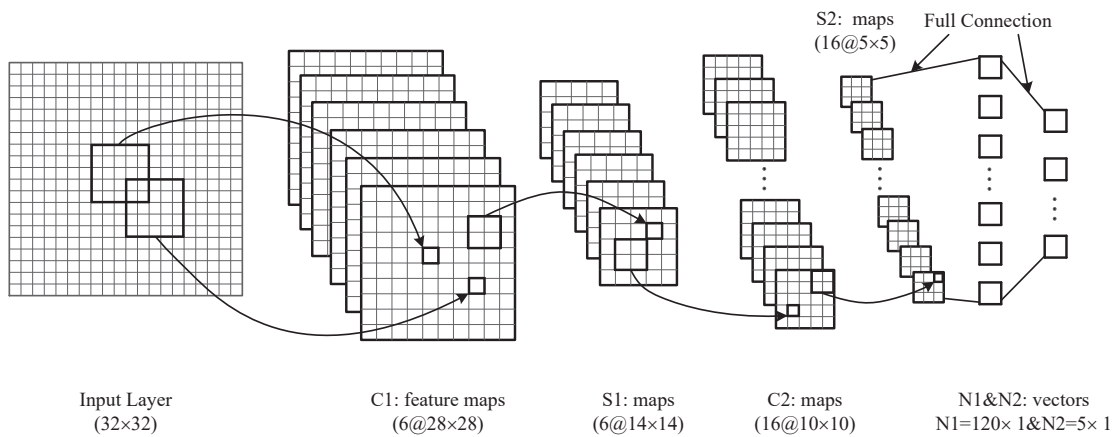 S2: maps
(16@5×5)
Full Connection
Input Layer
(32×32)
C1: feature maps
(6@28×28)
S1: maps
(6@14×14)
C2: maps
(16@10×10)
N1&N2: vectors
N1=120× 1&N2=5× 1